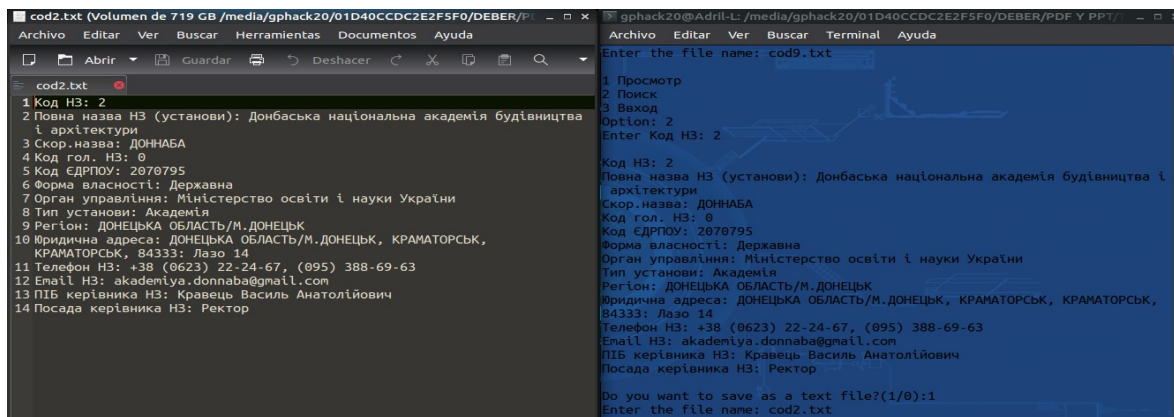 cod2.txt (Volumen de 719 GB /media/gphack20/01D40CCDC2E2F5F0/DEBER/P
Archivo Editar Ver Buscar Herramientas Documentos Ayuda
Abrir Guardar Deshacer
cod2.txt
1 Код НЗ: 2
2 Повна назва НЗ (установи): Донбаська національна академія будівництва
і архітектури
3 Скор.назва: ДОННАБА
4 Код гол. НЗ: 0
5 Код ЄДРПОУ: 2070795
6 Форма власності: Державна
7 Орган управління: Міністерство освіти і науки України
8 Тип установи: Академія
9 Регіон: ДОНЕЦЬКА ОБЛАСТЬ/М.ДОНЕЦЬК
10 Юридична адреса: ДОНЕЦЬКА ОБЛАСТЬ/М.ДОНЕЦЬК, КРАМАТОРСЬК,
КРАМАТОРСЬК, 84333: Лазо 14
11 Телефон НЗ: +38 (0623) 22-24-67, (095) 388-69-63
12 Email НЗ: akademiya.donnaba@gmail.com
13 ПІБ керівника НЗ: Кравець Василь Анатолійович
14 Посада керівника НЗ: Ректор
gphack20@Adril-L: /media/gphack20/01D40CCDC2E2F5F0/DEBER/PDF Y PPT/
Archivo Editar Ver Buscar Terminal Ayuda
Enter the file name: cod9.txt
1 Просмотр
2 Поиск
3 Ввход
Option: 2
Enter Код НЗ: 2
Код НЗ: 2
Повна назва НЗ (установи): Донбаська національна академія будівництва і
архітектури
Скор.назва: ДОННАБА
Код гол. НЗ: 0
Код ЄДРПОУ: 2070795
Форма власності: Державна
Орган управління: Міністерство освіти і науки України
Тип установи: Академія
Регіон: ДОНЕЦЬКА ОБЛАСТЬ/М.ДОНЕЦЬК
Юридична адреса: ДОНЕЦЬКА ОБЛАСТЬ/М.ДОНЕЦЬК, КРАМАТОРСЬК, КРАМАТОРСЬК,
84333: Лазо 14
Телефон НЗ: +38 (0623) 22-24-67, (095) 388-69-63
Email НЗ: akademiya.donnaba@gmail.com
ПІБ керівника НЗ: Кравець Василь Анатолійович
Посада керівника НЗ: Ректор
Do you want to save as a text file?(1/0):1
Enter the file name: cod2.txt